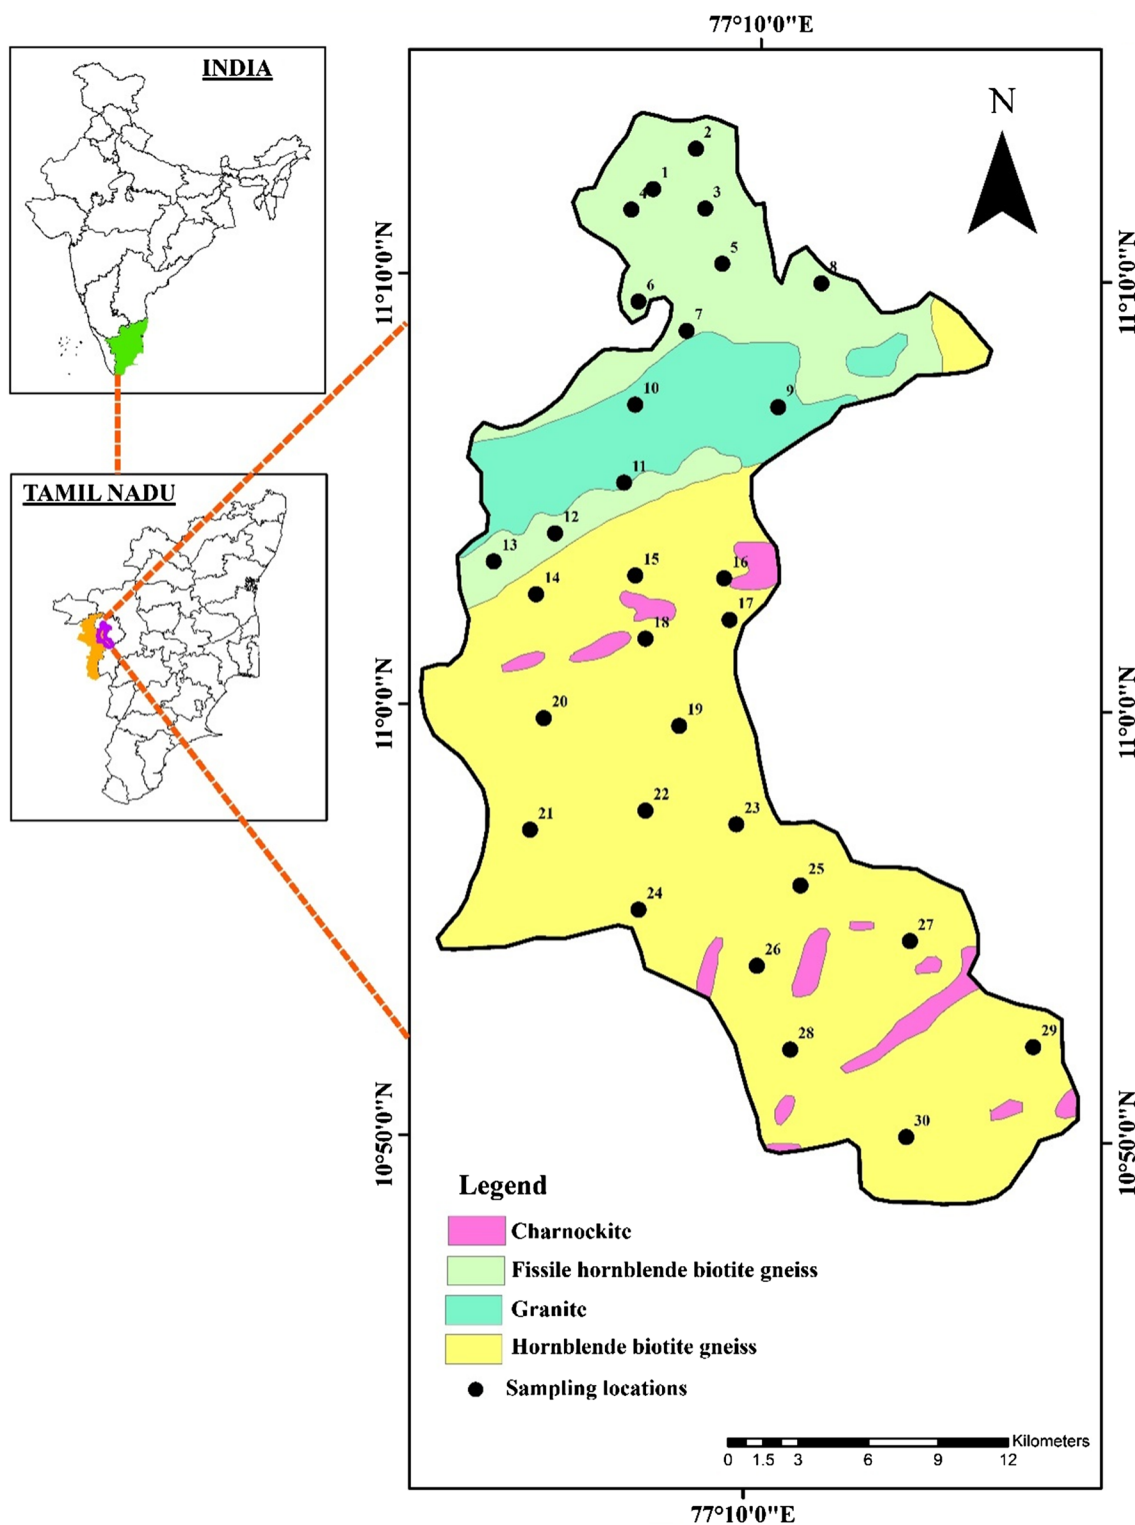 INDIA
TAMIL NADU
77°10'0"E
N
11°10'0"N
11°10'0"N
11°0'0"N
11°0'0"N
10°50'0"N
10°50'0"N
2
1
4
3
5
8
6
7
10
9
11
12
13
15
16
14
17
18
20
19
22
23
21
25
24
27
26
28
29
30
Legend
Charnockite
Fissile hornblende biotite gneiss
Granite
Hornblende biotite gneiss
Sampling locations
Kilometers
0 1.5 3 6 9 12
77°10'0"E